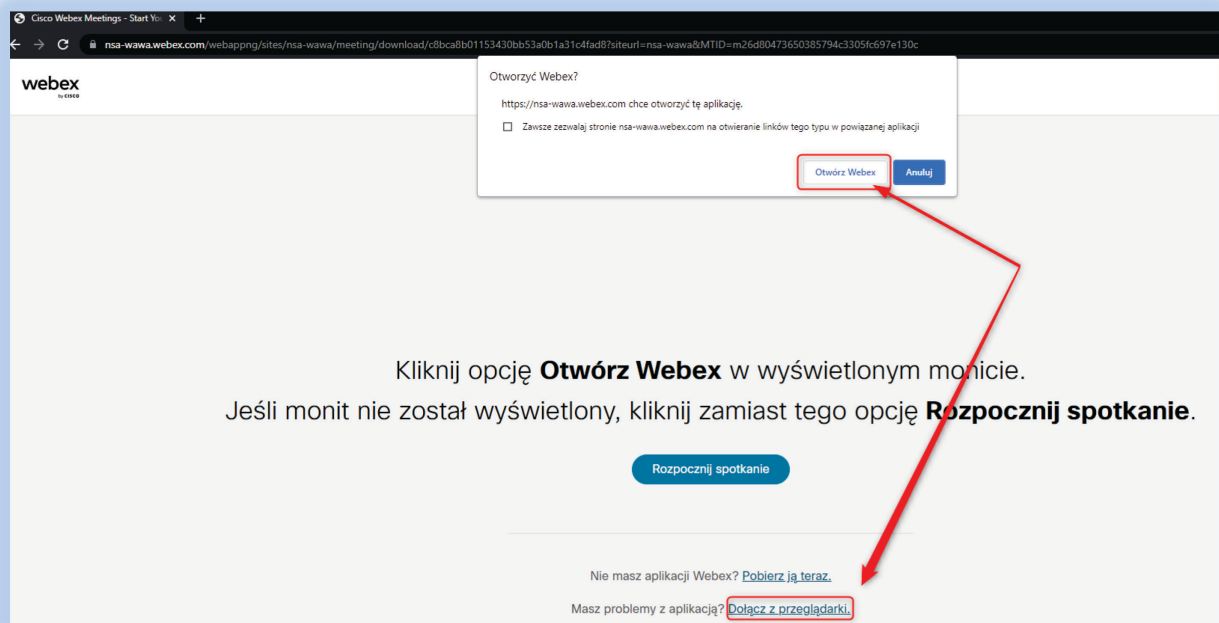 Cisco Webex Meetings - Start You
nsa-wawa.webex.com/webappng/sites/nsa-wawa/meeting/download/c8bca8b01153430bb53a0b1a31c4fad8?siteurl=nsa-wawa&MTID=m26d80473650385794c3305fc697e130c
webex
by CISCO
Otworzyć Webex?
https://nsa-wawa.webex.com chce otworzyć tę aplikację.
Zawsze zezwalaj stronie nsa-wawa.webex.com na otwieranie linków tego typu w powiązanej aplikacji
Otwórz Webex Anuluj
Kliknij opcję Otwórz Webex w wyświetlonym monicie.
Jeśli monit nie został wyświetlony, kliknij zamiast tego opcję Rozpocznij spotkanie.
Rozpocznij spotkanie
Nie masz aplikacji Webex? Pobierz ją teraz.
Masz problemy z aplikacją? Dołącz z przeglądarki.